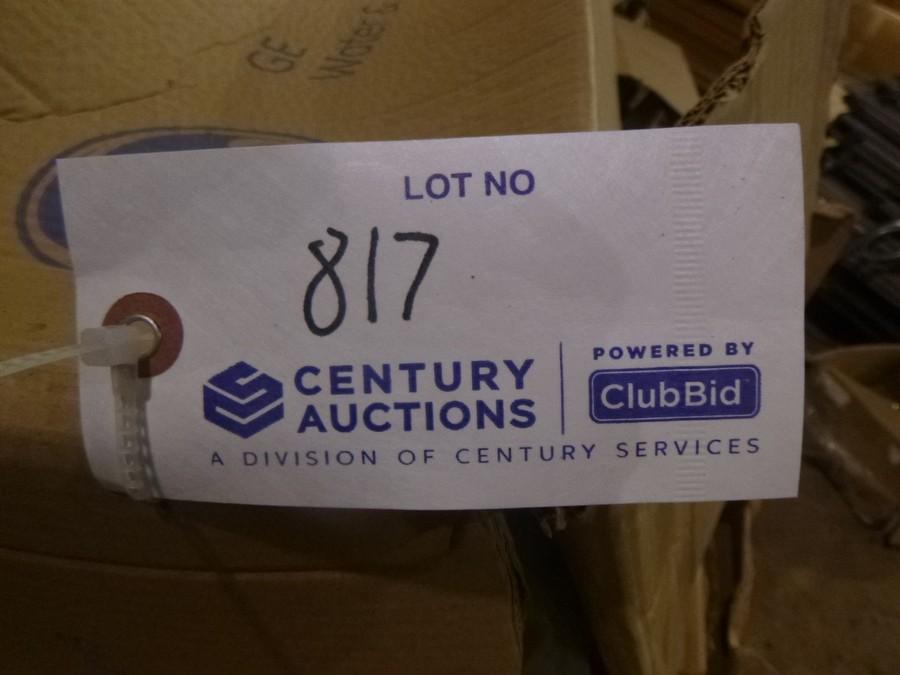 GE
Water &
LOT NO
817
CENTURY
AUCTIONS
POWERED BY
ClubBid
A DIVISION OF CENTURY SERVICES